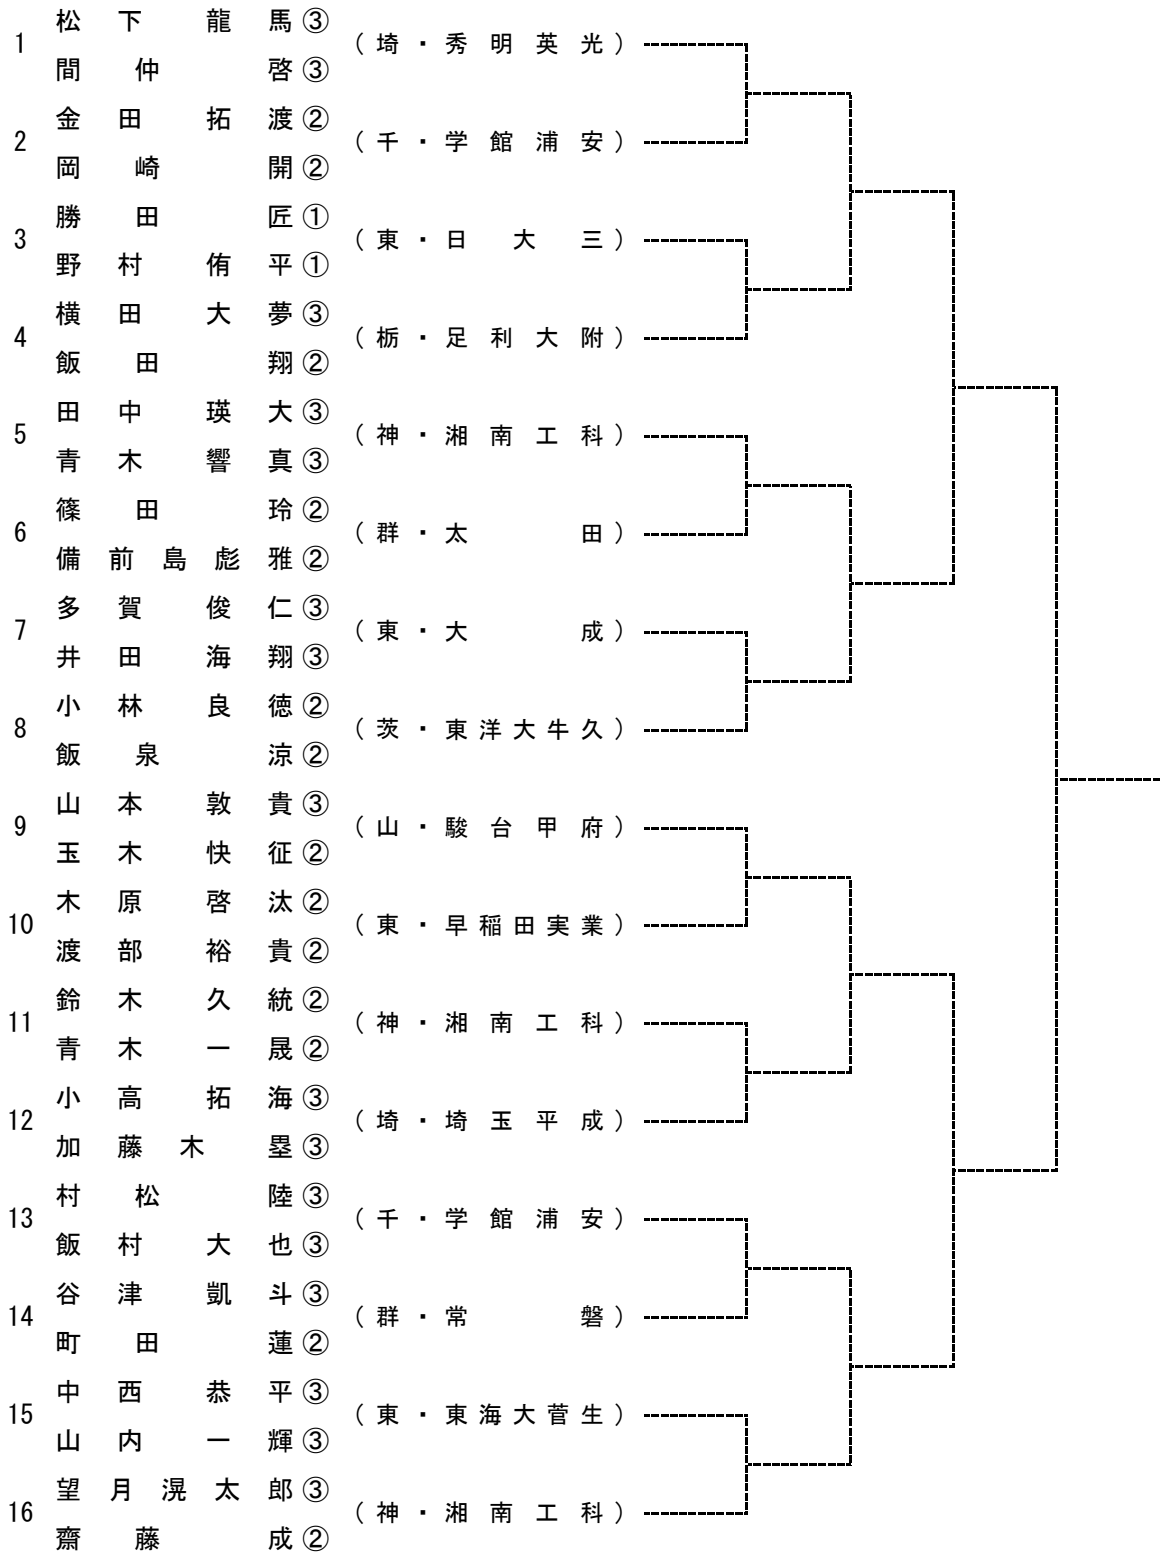 松下 龍馬③
1 (埼・秀明英光)
間仲 啓③
金田 拓渡②
2 (千・学館浦安)
岡崎 開②
勝田 匠①
3 (東・日大三)
野村 侑平①
横田 大夢③
4 (栃・足利大附)
飯田 翔②
田中 瑛大③
5 (神・湘南工科)
青木 響真③
篠田 玲②
6 (群・太田)
備前島彪雅②
多賀 俊仁③
7 (東・大成)
井田 海翔③
小林 良徳②
8 (茨・東洋大牛久)
飯泉 涼②
山本 敦貴③
9 (山・駿台甲府)
玉木 快征②
木原 啓汰②
10 (東・早稲田実業)
渡部 裕貴②
鈴木 久統②
11 (神・湘南工科)
青木 一晟②
小高 拓海③
12 (埼・埼玉平成)
加藤木 塁③
村松 陸③
13 (千・学館浦安)
飯村 大也③
谷津 凱斗③
14 (群・常磐)
町田 蓮②
中西 恭平③
15 (東・東海大菅生)
山内 一輝③
望月滉太郎③
16 (神・湘南工科)
齋藤 成②